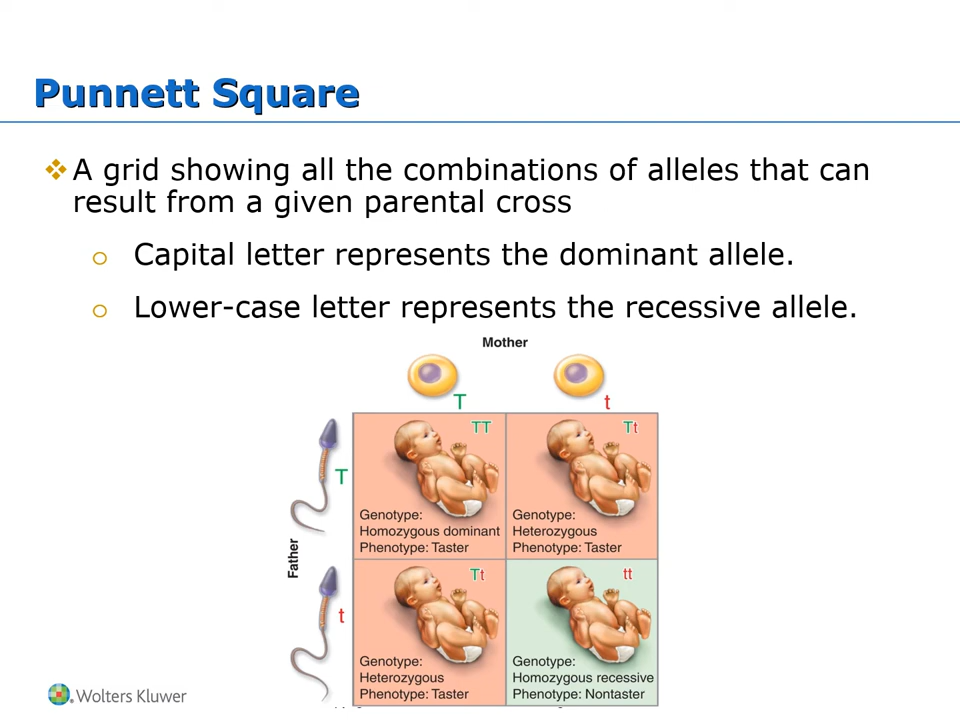 Punnett Square
A grid showing all the combinations of alleles that can
result from a given parental cross
Capital letter represents the dominant allele.
Lower-case letter represents the recessive allele.
Mother
T
t
TT
Tt
T
Genotype:
Homozygous dominant
Phenotype: Taster
Genotype:
Heterozygous
Phenotype: Taster
Father
Tt
tt
t
Genotype:
Heterozygous
Phenotype: Taster
Genotype:
Homozygous recessive
Phenotype: Nontaster
Wolters Kluwer